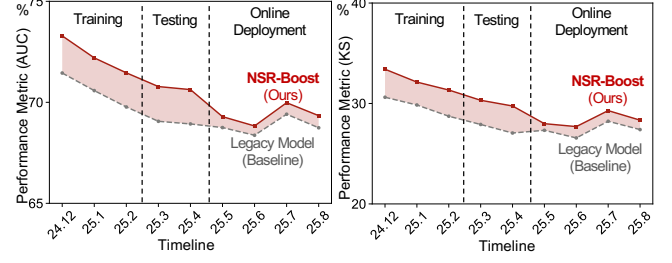 %
75
70
65
Performance Metric (AUC)
Training
Testing
Online
Deployment
NSR-Boost
(Ours)
Legacy Model
(Baseline)
24.12
25.1
25.2
25.3
25.4
25.5
25.6
25.7
25.8
Timeline
%
40
30
20
Performance Metric (KS)
Training
Testing
Online
Deployment
NSR-Boost
(Ours)
Legacy Model
(Baseline)
24.12
25.1
25.2
25.3
25.4
25.5
25.6
25.7
25.8
Timeline